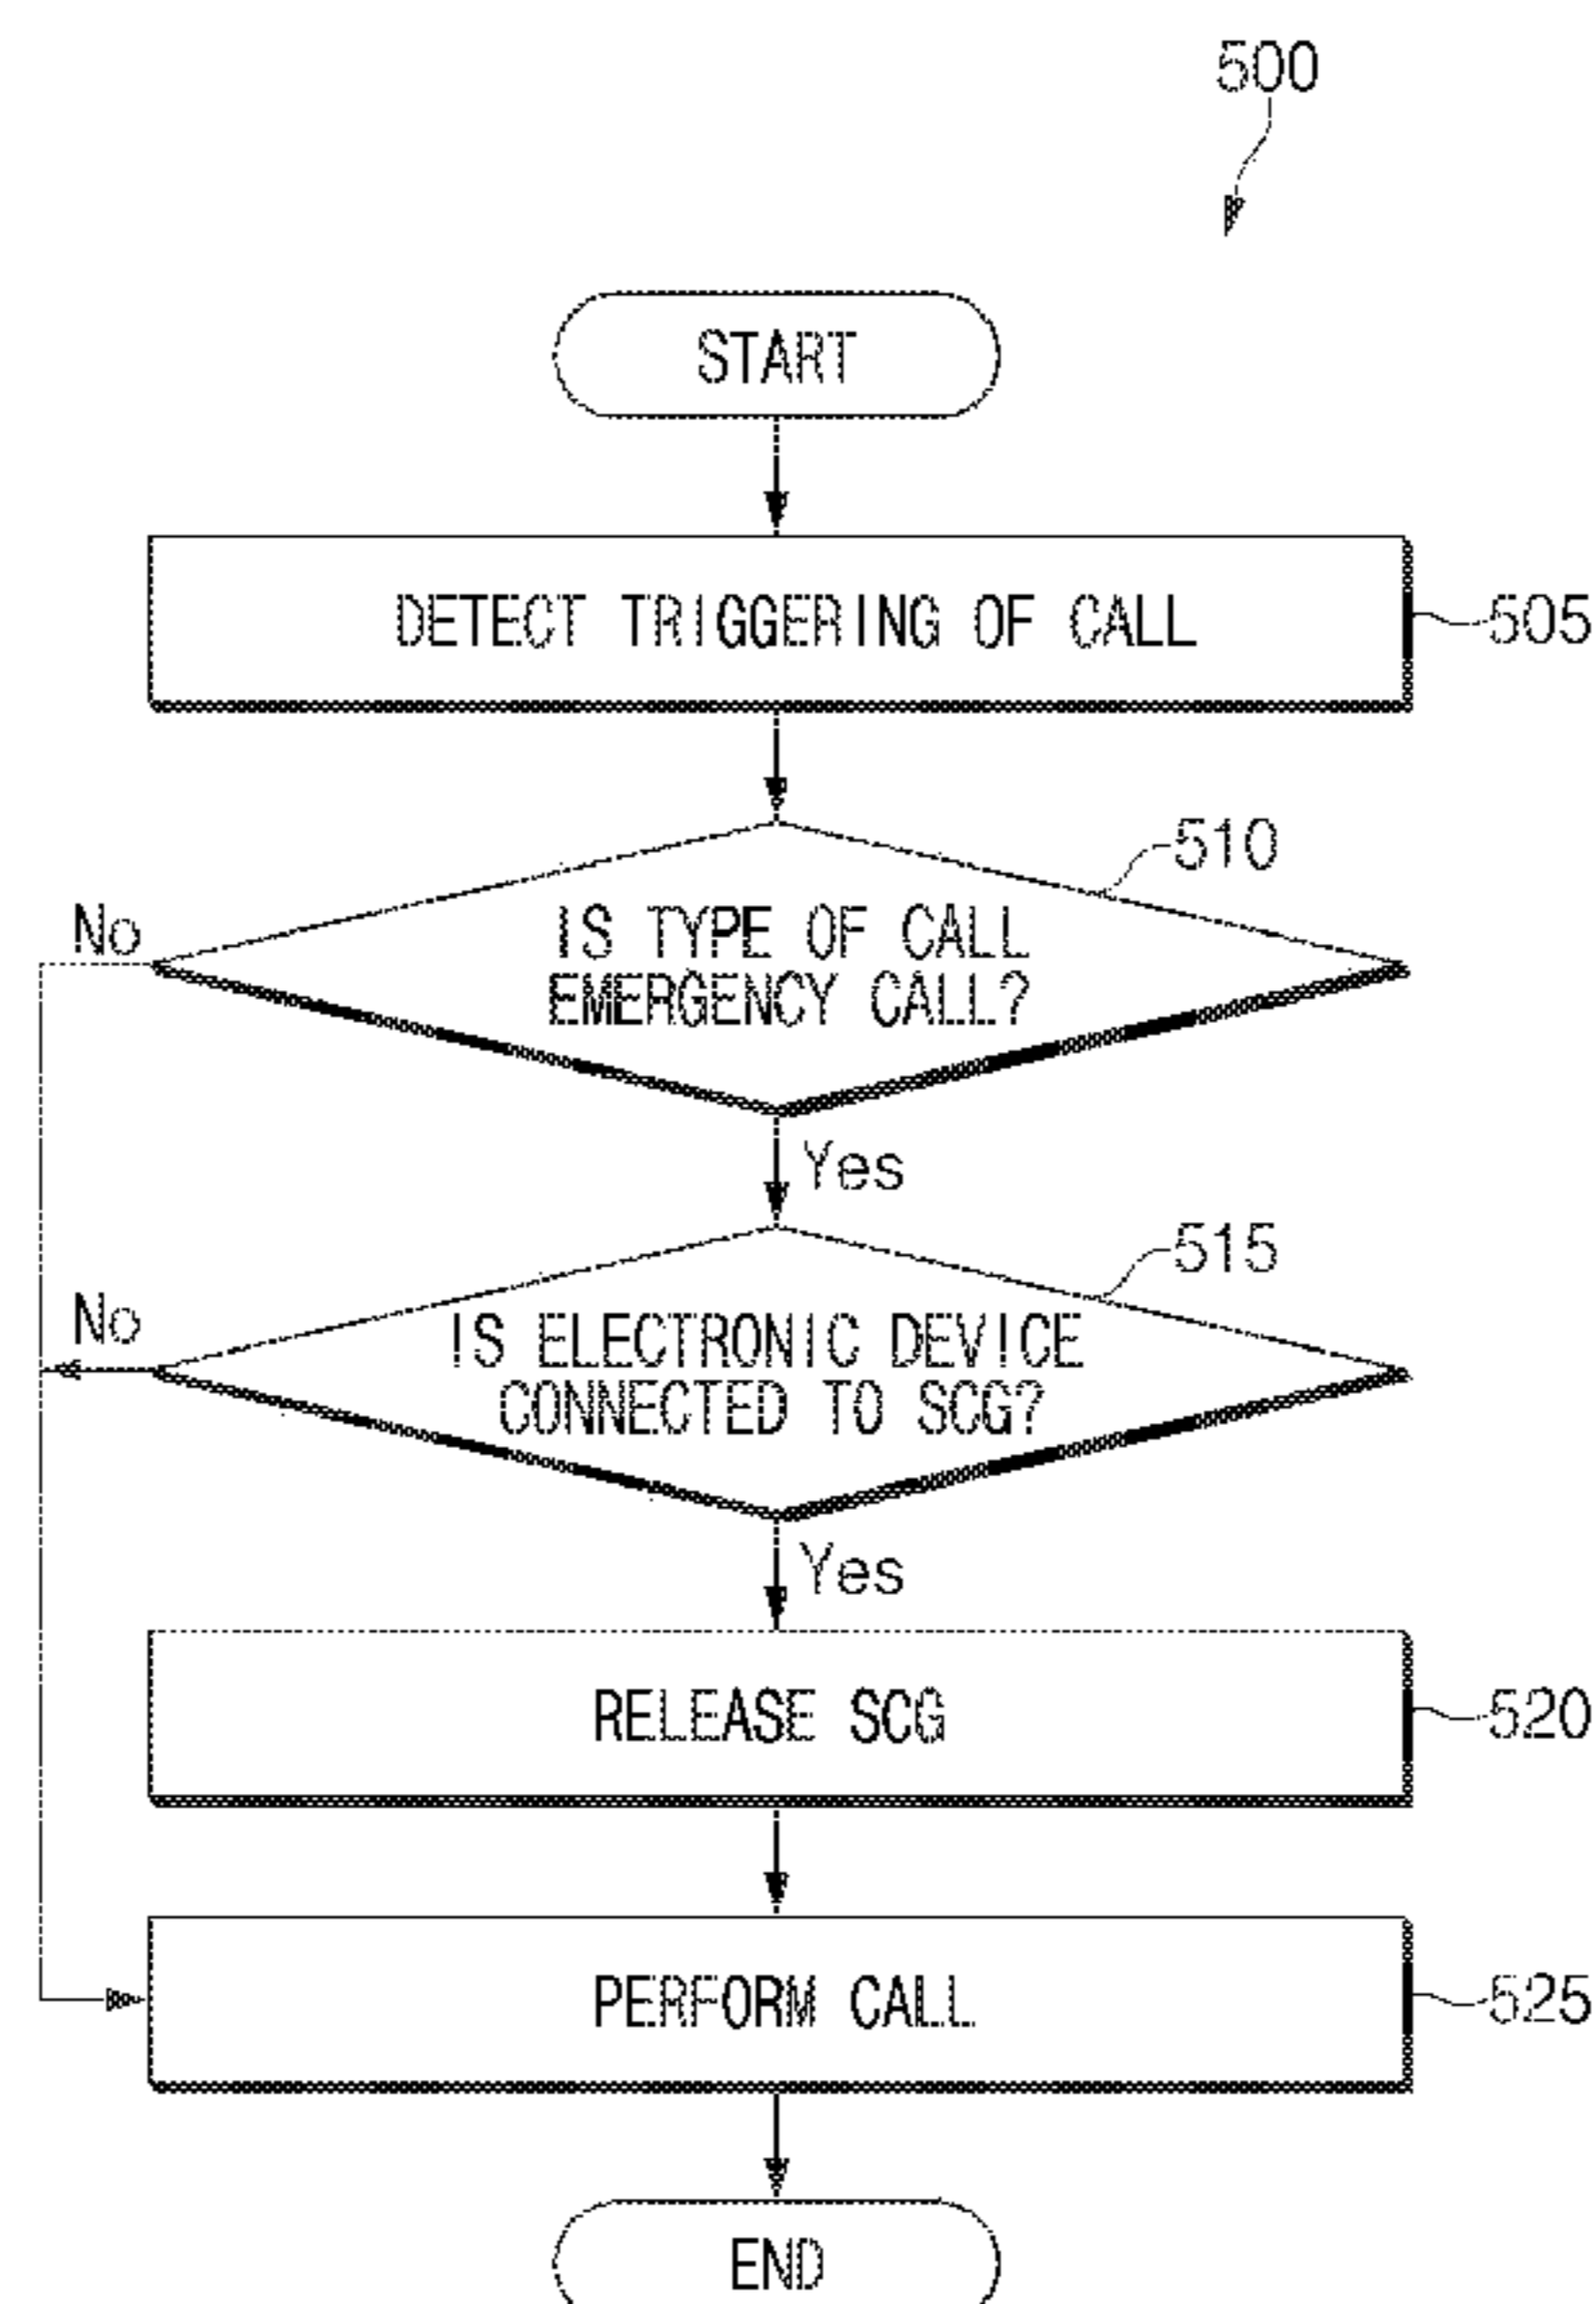 500
START
DETECT TRIGGERING OF CALL
505
510
No
IS TYPE OF CALL
EMERGENCY CALL?
Yes
515
No
IS ELECTRONIC DEVICE
CONNECTED TO SCG?
Yes
RELEASE SCG
520
PERFORM CALL
525
END